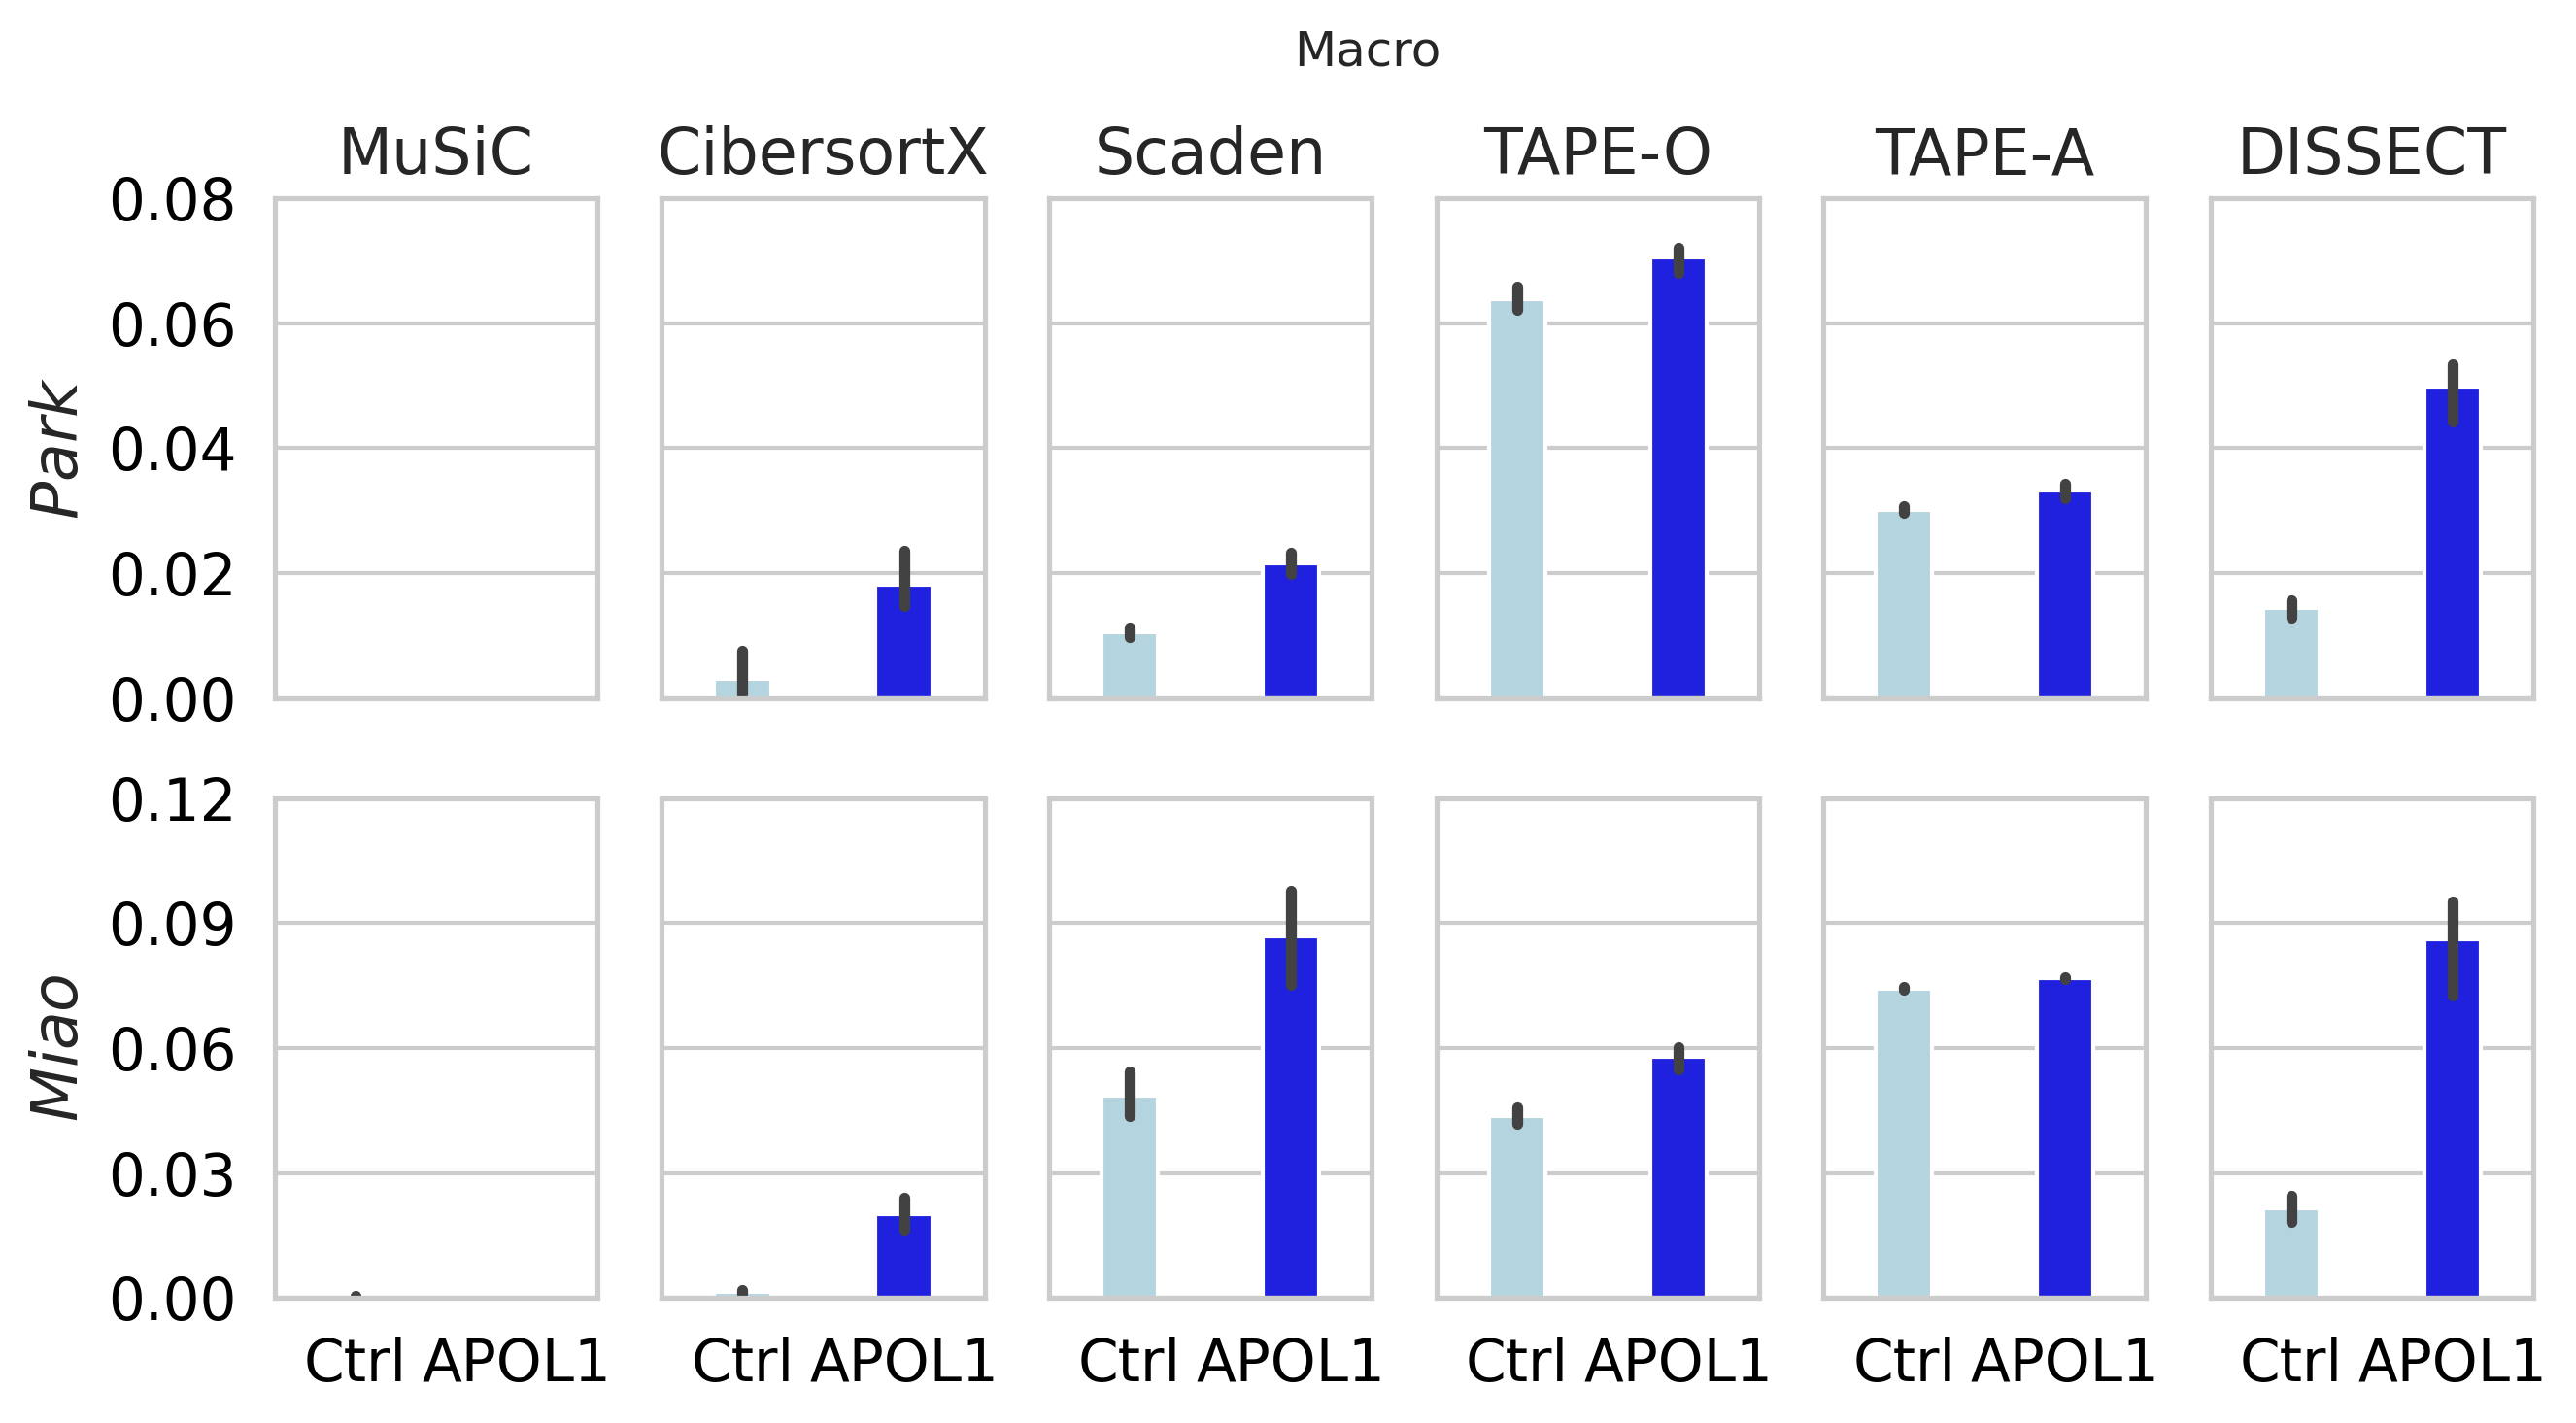 Macro
MuSiC CibersortX Scaden TAPE-O TAPE-A DISSECT
Park
0.08
0.06
0.04
0.02
0.00
Miao
0.12
0.09
0.06
0.03
0.00
Ctrl APOL1 Ctrl APOL1 Ctrl APOL1 Ctrl APOL1 Ctrl APOL1 Ctrl APOL1